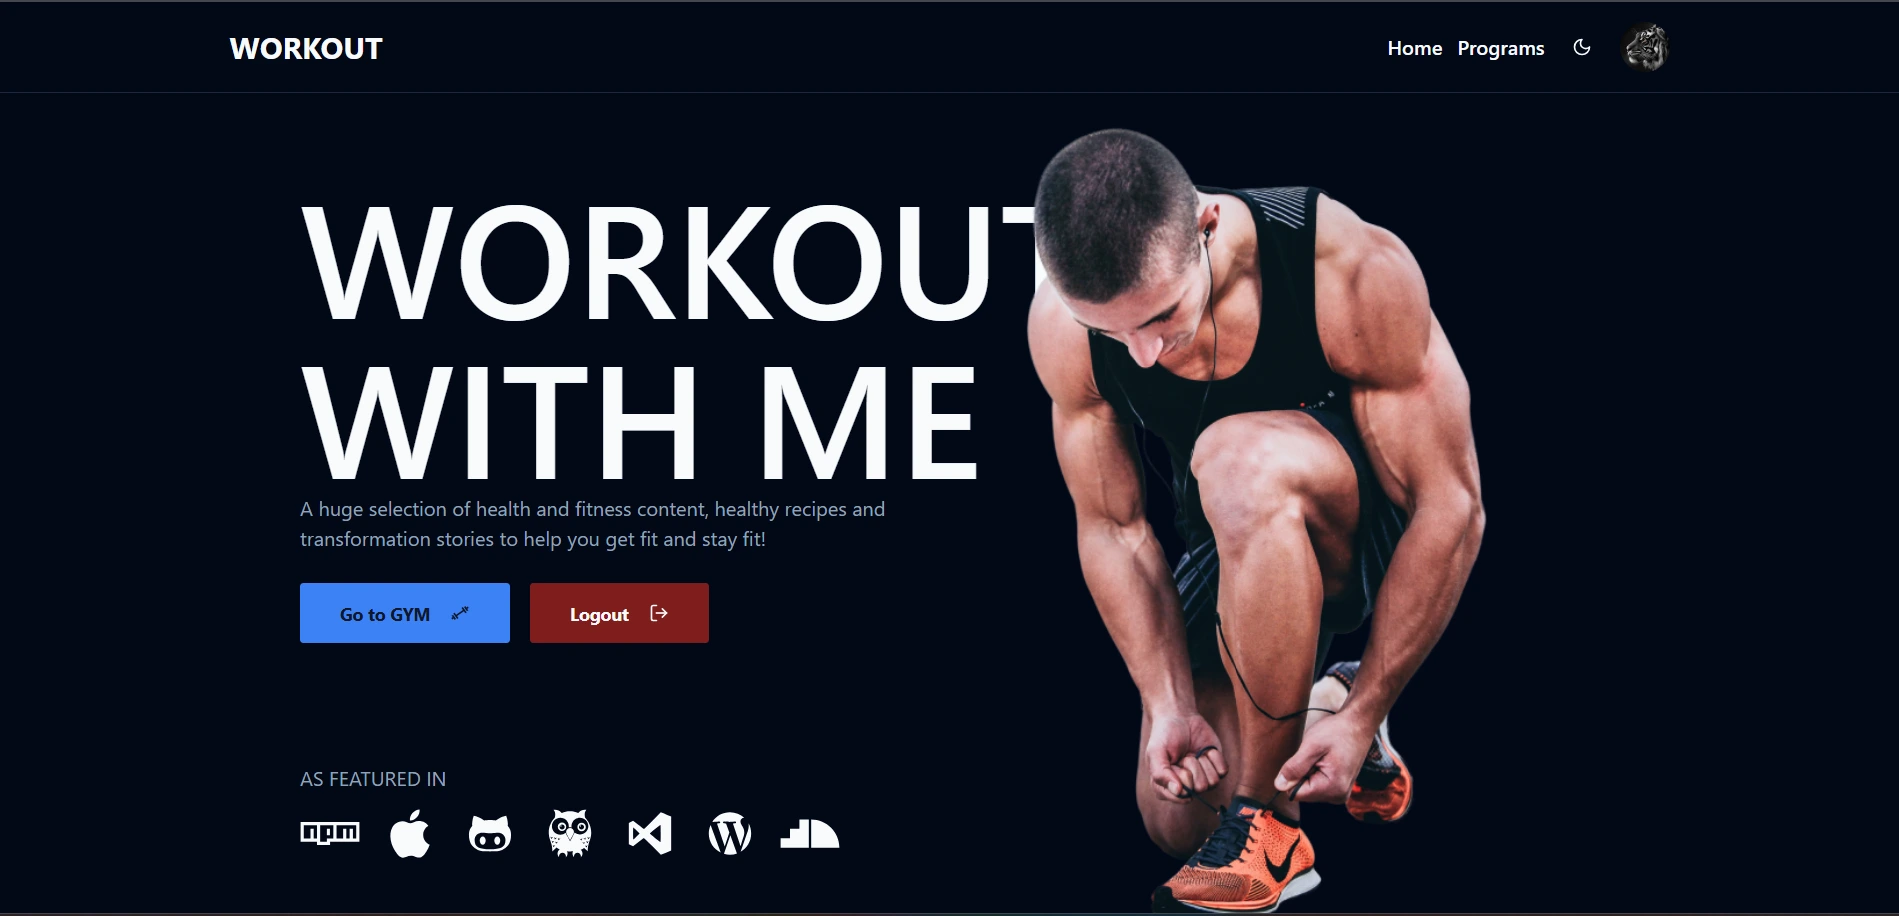 WORKOUT
Home Programs
WORKOUT
WITH ME
A huge selection of health and fitness content, healthy recipes and
transformation stories to help you get fit and stay fit!
Go to GYM
Logout
AS FEATURED IN
npm